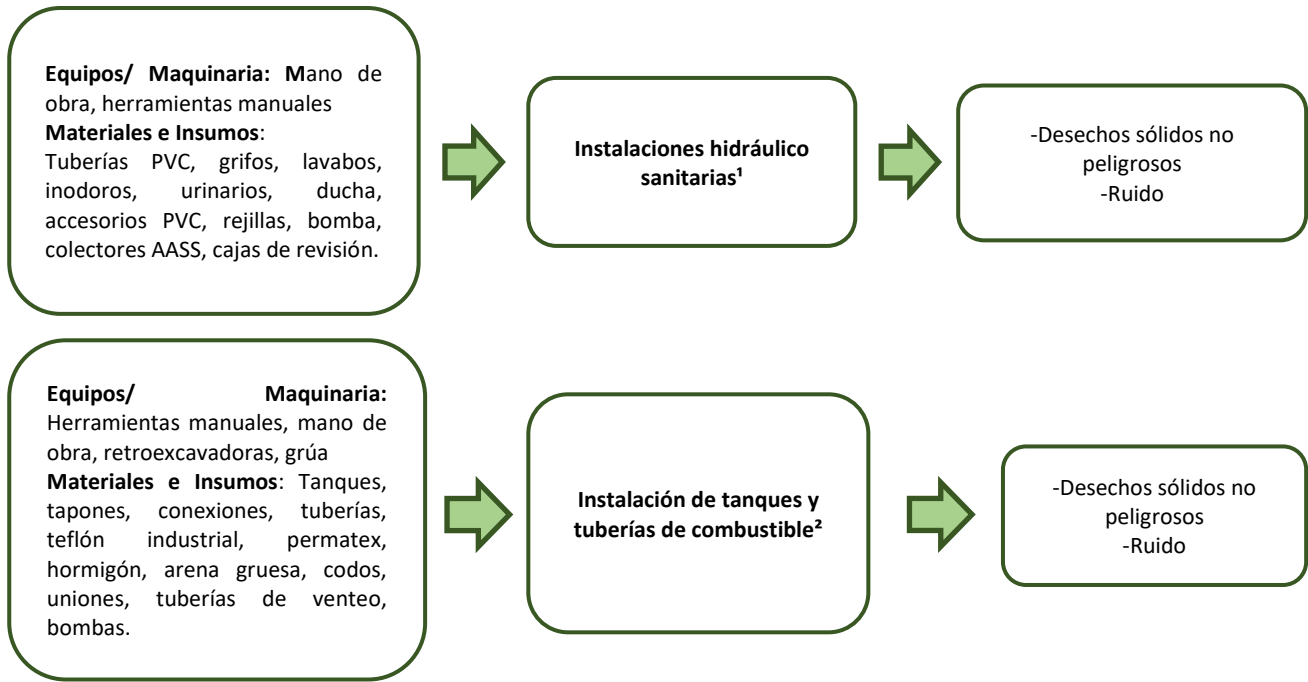 Equipos/ Maquinaria: Mano de
obra, herramientas manuales
Materiales e Insumos:
Tuberías PVC, grifos, lavabos,
inodoros, urinarios, ducha,
accesorios PVC, rejillas, bomba,
colectores AASS, cajas de revisión.
Instalaciones hidráulico
sanitarias¹
-Desechos sólidos no
peligrosos
-Ruido
Equipos/ Maquinaria:
Herramientas manuales, mano de
obra, retroexcavadoras, grúa
Materiales e Insumos: Tanques,
tapones, conexiones, tuberías,
teflón industrial, permatex,
hormigón, arena gruesa, codos,
uniones, tuberías de venteo,
bombas.
Instalación de tanques y
tuberías de combustible²
-Desechos sólidos no
peligrosos
-Ruido